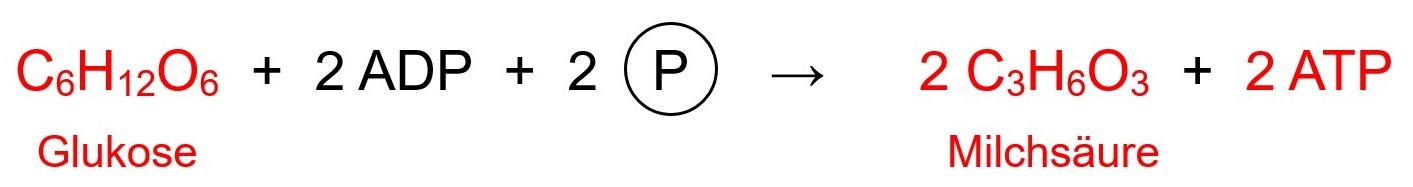 C₆H₁₂O₆ + 2 ADP + 2 P → 2 C₃H₆O₃ + 2 ATP
Glukose Milchsäure